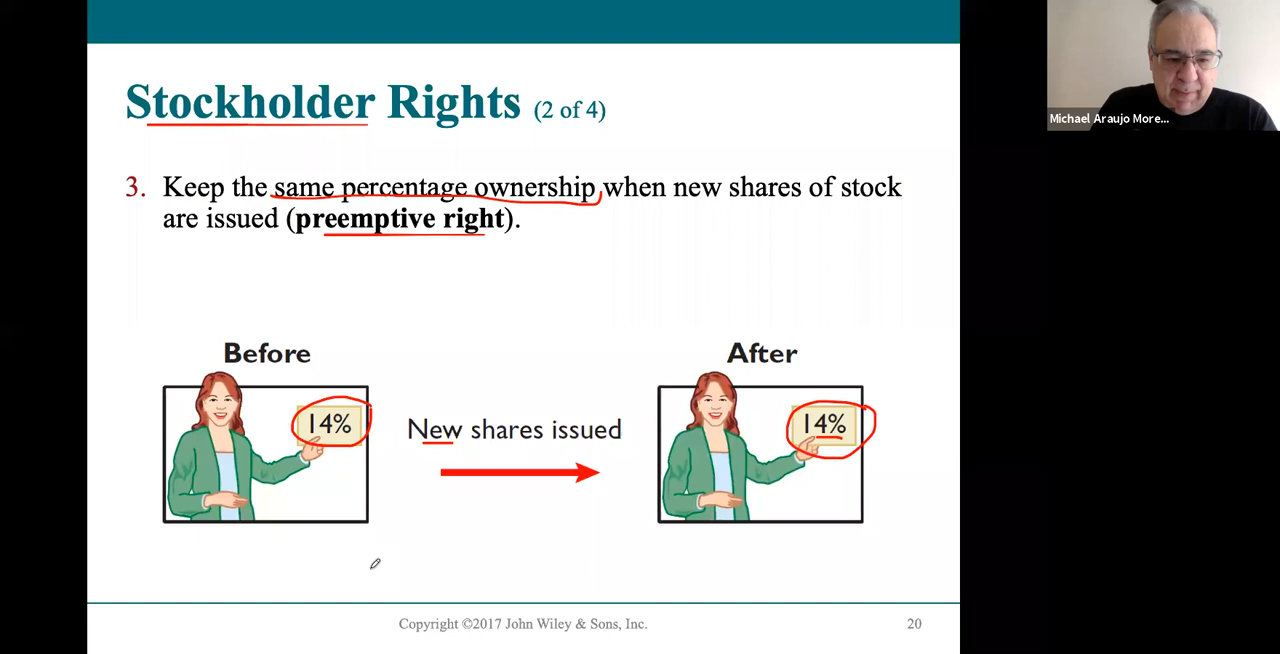 Stockholder Rights (2 of 4)
Michael Araujo More...
3. Keep the same percentage ownership when new shares of stock
are issued (preemptive right).
Before
After
14%
New shares issued
14%
Copyright ©2017 John Wiley & Sons, Inc.
20